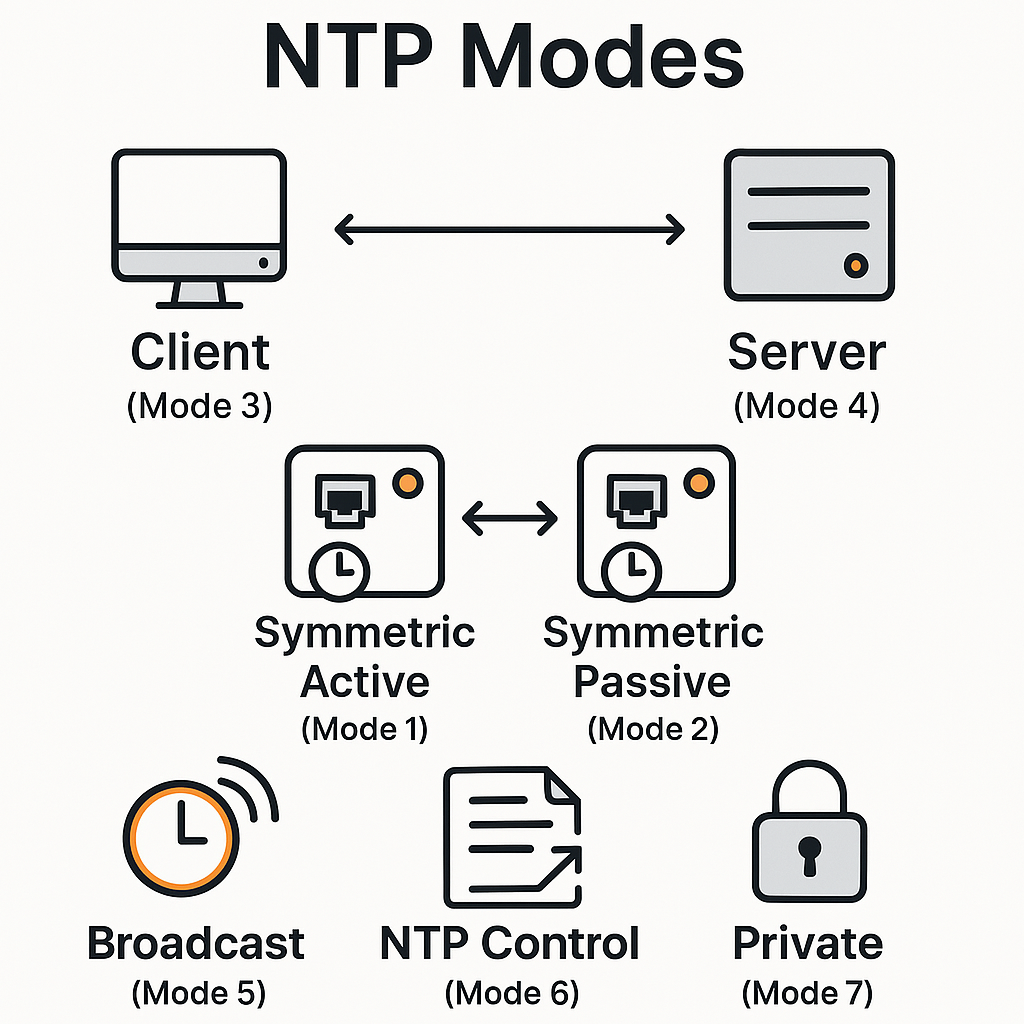 NTP Modes
Client
(Mode 3)
Server
(Mode 4)
Symmetric
Active
(Mode 1)
Symmetric
Passive
(Mode 2)
Broadcast
(Mode 5)
NTP Control
(Mode 6)
Private
(Mode 7)